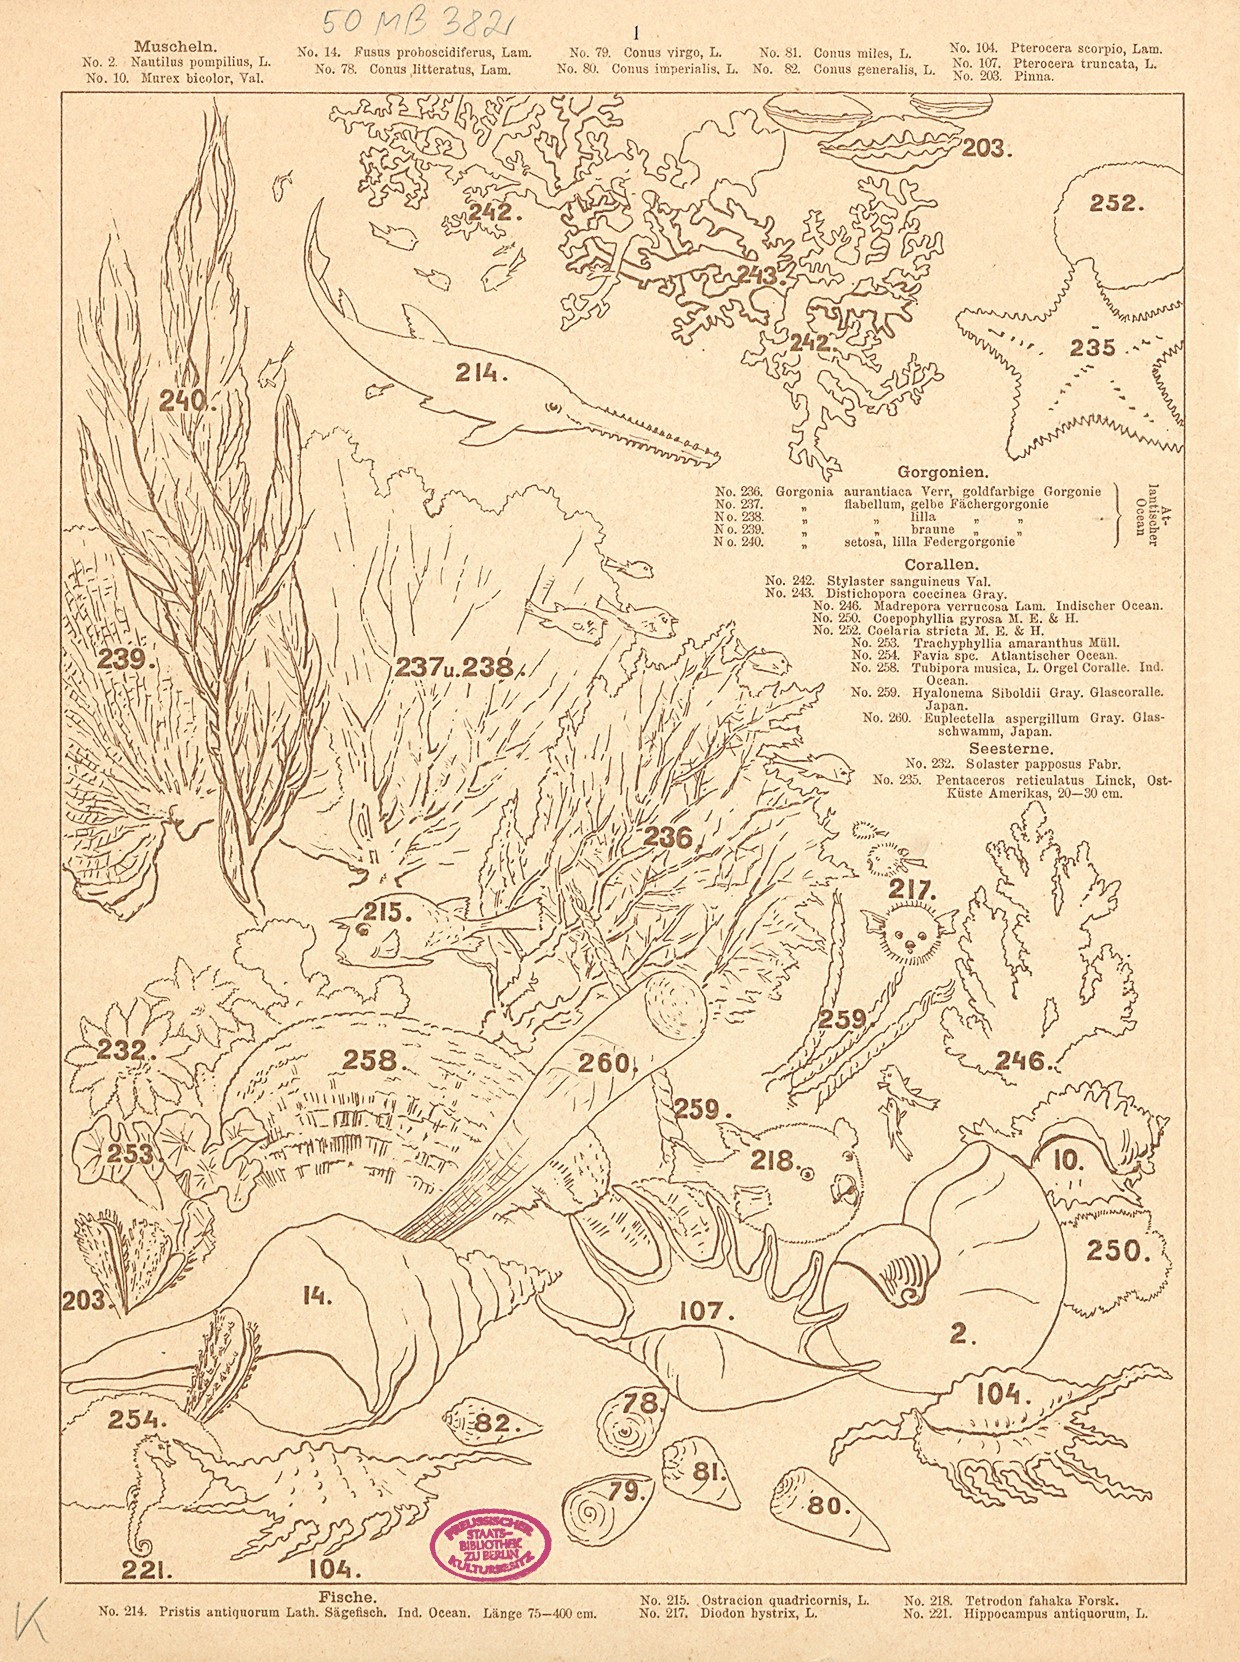 50 MB 382
1
Muscheln.
No. 2. Nautilus pompilius, L.
No. 10. Murex bicolor, Val.
No. 14. Fusus proboscidiferus, Lam.
No. 78. Conus litteratus, Lam.
No. 79. Conus virgo, L.
No. 80. Conus imperialis, L.
No. 81. Conus miles, L.
No. 82. Conus generalis, L.
No. 104. Pterocera scorpio, Lam.
No. 107. Pterocera truncata, L.
No. 203. Pinna.
203.
252.
242.
243.
242.
235
214.
240.
Gorgonien.
No. 236. Gorgonia aurantiaca Verr, goldfarbige Gorgonie
No. 237. „ flabellum, gelbe Fächergorgonie
No. 238. „ „ lilla „ „
No. 239. „ „ braune „ „
No. 240. „ setosa, lilla Federgorgonie
At-
lantischer
Ocean
Corallen.
No. 242. Stylaster sanguineus Val.
No. 243. Distichopora coccinea Gray.
No. 246. Madrepora verrucosa Lam. Indischer Ocean.
No. 250. Coepophyllia gyrosa M. E. & H.
No. 252. Coelaria stricta M. E. & H.
No. 253. Trachyphyllia amaranthus Müll.
No. 254. Favia spc. Atlantischer Ocean.
No. 258. Tubipora musica, L. Orgel Coralle. Ind.
Ocean.
No. 259. Hyalonema Siboldii Gray. Glascoralle.
Japan.
No. 260. Euplectella aspergillum Gray. Glas-
schwamm, Japan.
Seesterne.
No. 232. Solaster papposus Fabr.
No. 235. Pentaceros reticulatus Linck, Ost-
Küste Amerikas, 20—30 cm.
239.
237 u. 238.
236.
217.
215.
259.
232.
258.
260.
246.
259.
253.
218.
10.
250.
203.
14.
107.
2.
104.
254.
82.
78.
81.
79.
80.
221.
104.
PREUSSISCHER
STAATS-
BIBLIOTHEK
ZU BERLIN
KULTURBESITZ
Fische.
No. 214. Pristis antiquorum Lath. Sägefisch. Ind. Ocean. Länge 75—400 cm.
No. 215. Ostracion quadricornis, L.
No. 217. Diodon hystrix, L.
No. 218. Tetrodon fahaka Forsk.
No. 221. Hippocampus antiquorum, L.
K